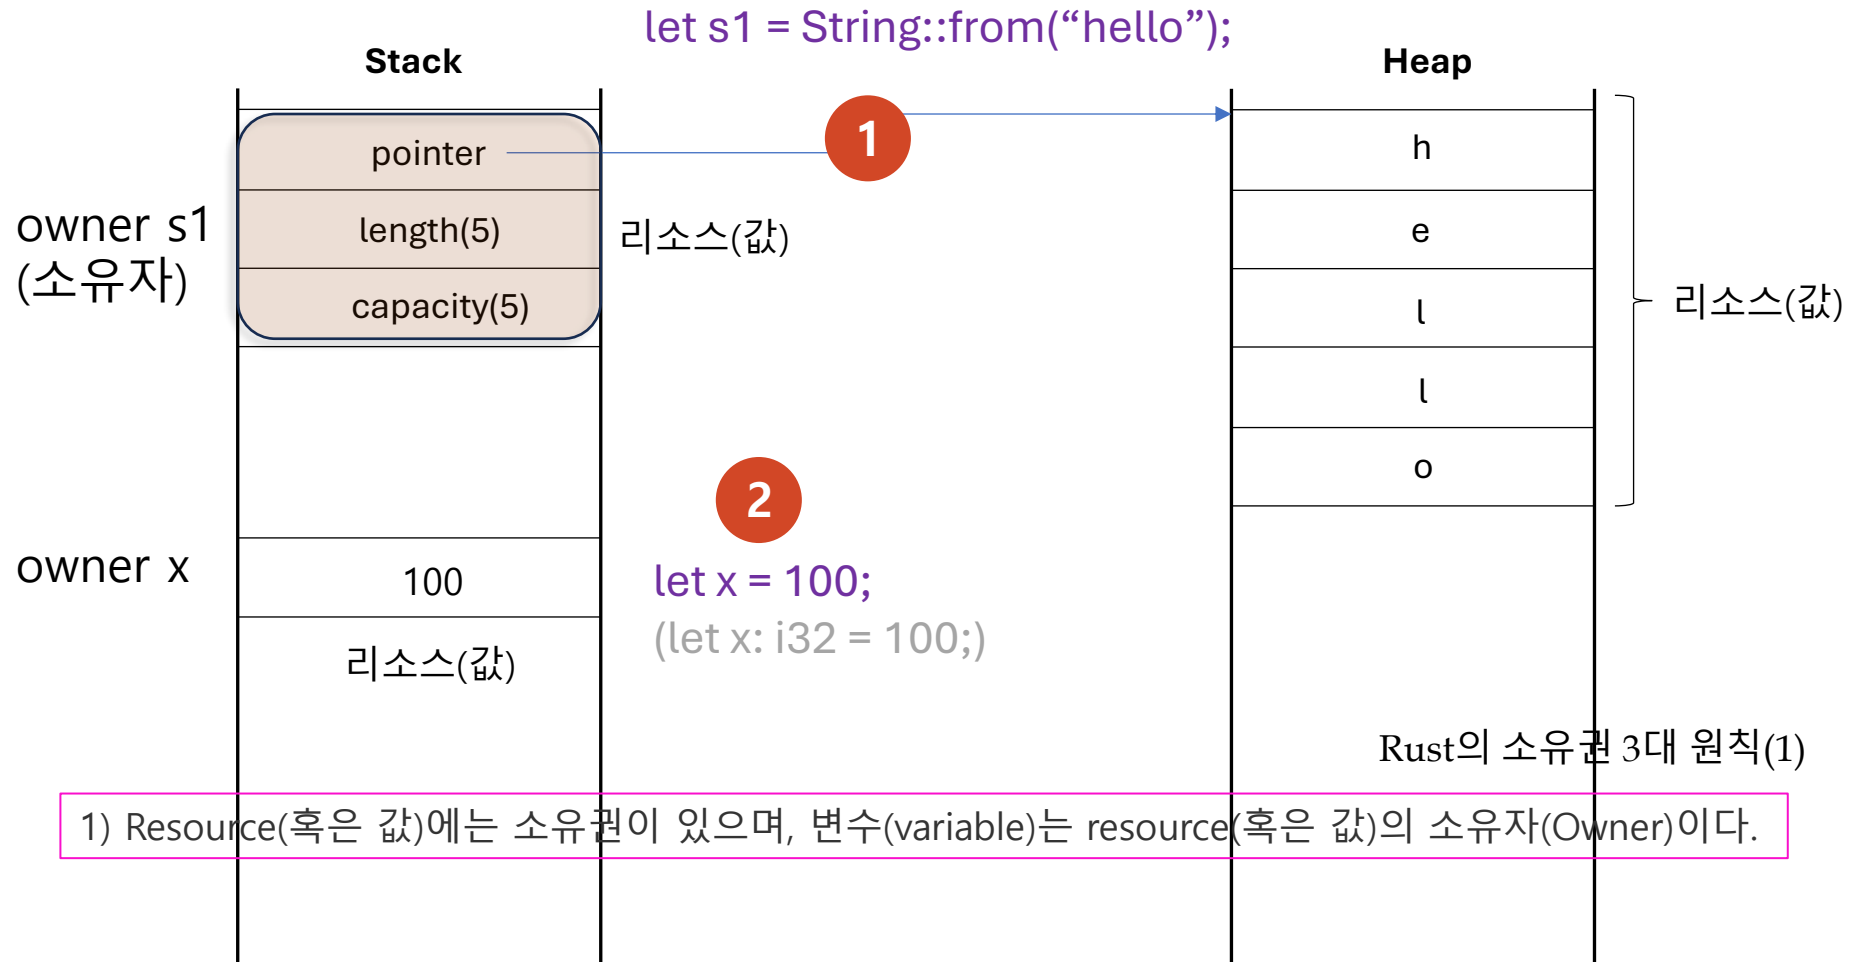 let s1 = String::from(“hello”);
Stack
Heap
1
pointer
h
owner s1
(소유자)
length(5)
리소스(값)
e
capacity(5)
l
리소스(값)
l
o
2
owner x
100
let x = 100;
(let x: i32 = 100;)
리소스(값)
Rust의 소유권 3대 원칙(1)
1) Resource(혹은 값)에는 소유권이 있으며, 변수(variable)는 resource(혹은 값)의 소유자(Owner)이다.